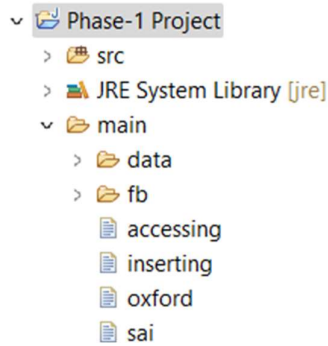 Phase-1 Project
src
JRE System Library [jre]
main
data
fb
accessing
inserting
oxford
sai